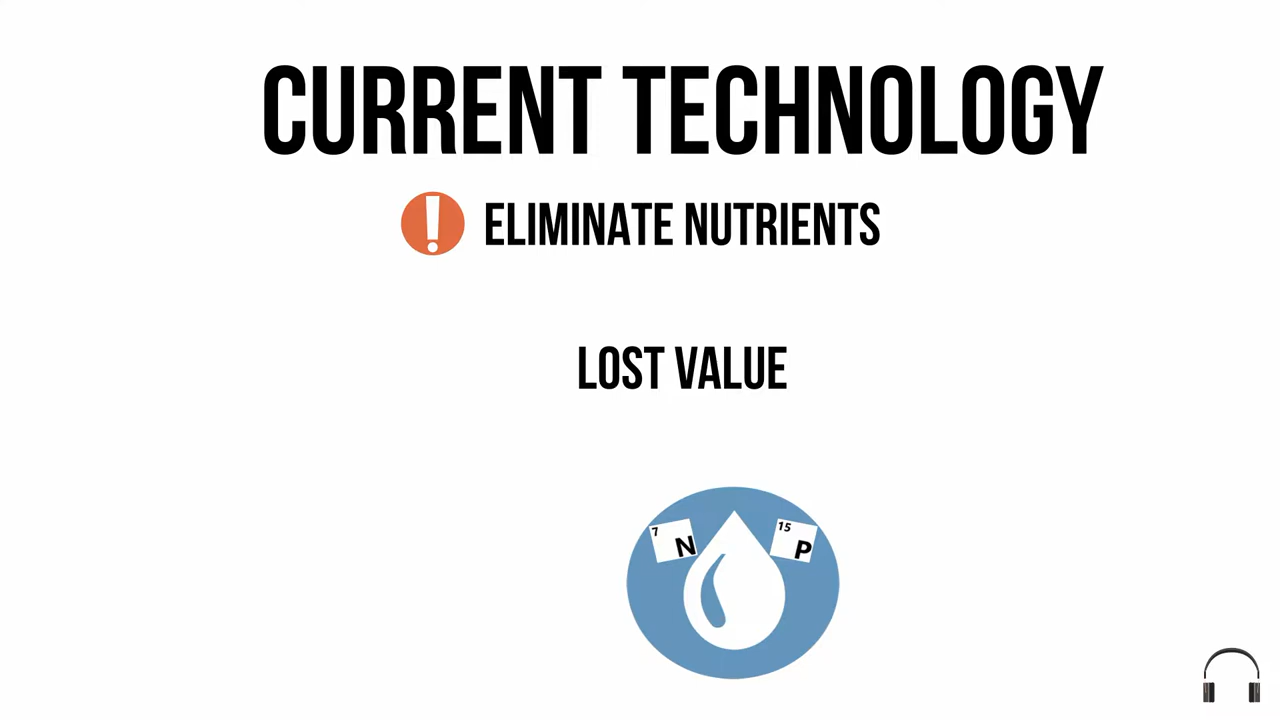 CURRENT TECHNOLOGY
! ELIMINATE NUTRIENTS
LOST VALUE
7 N
15 P